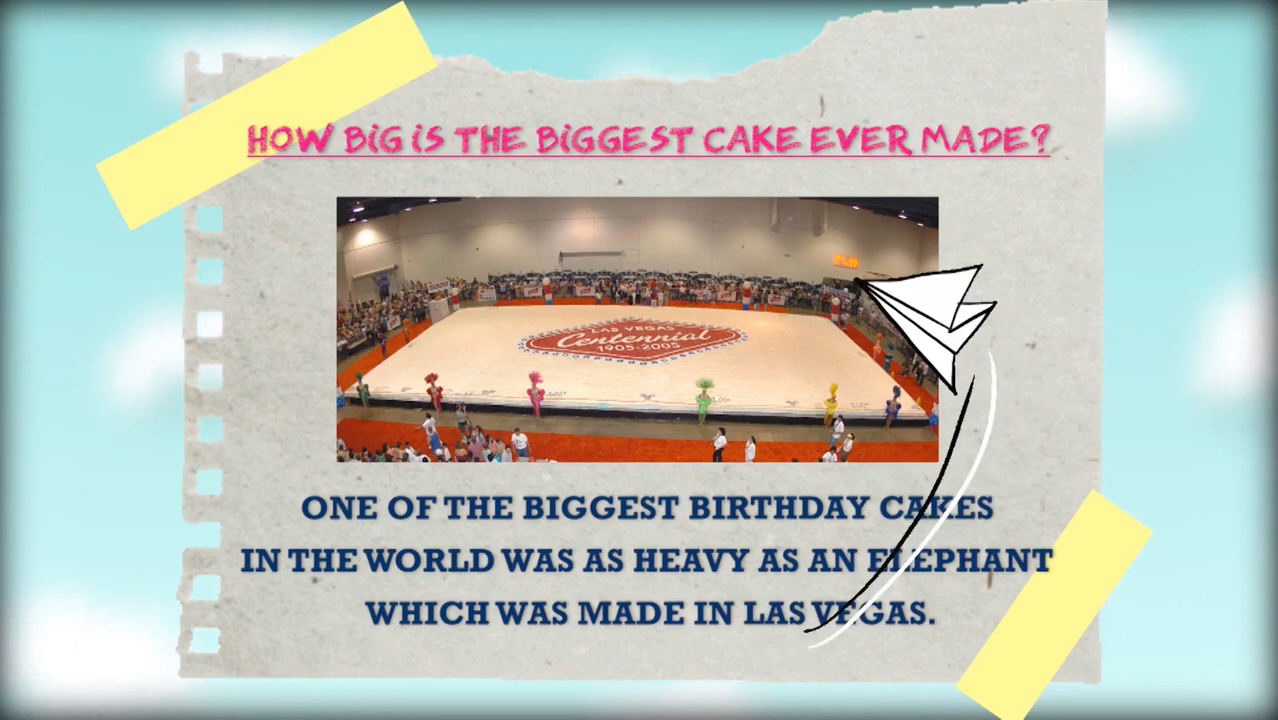 HOW BiG iS THE BiGGEST CAKE EVER MADE?
LAS VEGAS
Centennial
1905-2005
ONE OF THE BIGGEST BIRTHDAY CAKES
IN THE WORLD WAS AS HEAVY AS AN ELEPHANT
WHICH WAS MADE IN LAS VEGAS.